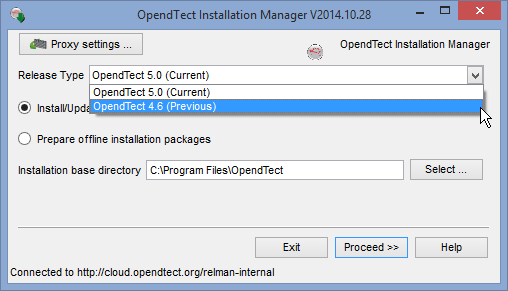 OpendTect Installation Manager V2014.10.28
Proxy settings ...
OpendTect Installation Manager
Release Type
OpendTect 5.0 (Current)
OpendTect 5.0 (Current)
OpendTect 4.6 (Previous)
Install/Upda
Prepare offline installation packages
Installation base directory
C:\Program Files\OpendTect
Select ...
Exit
Proceed >>
Help
Connected to http://cloud.opendtect.org/relman-internal